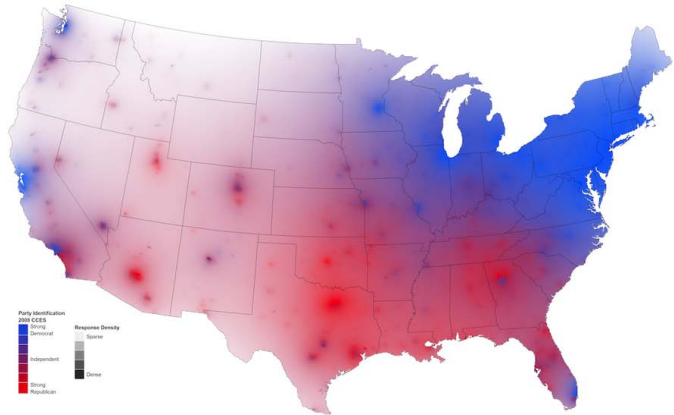 Party Identification
2008 CCES
Strong
Democrat
Independent
Strong
Republican
Response Density
Sparse
Dense